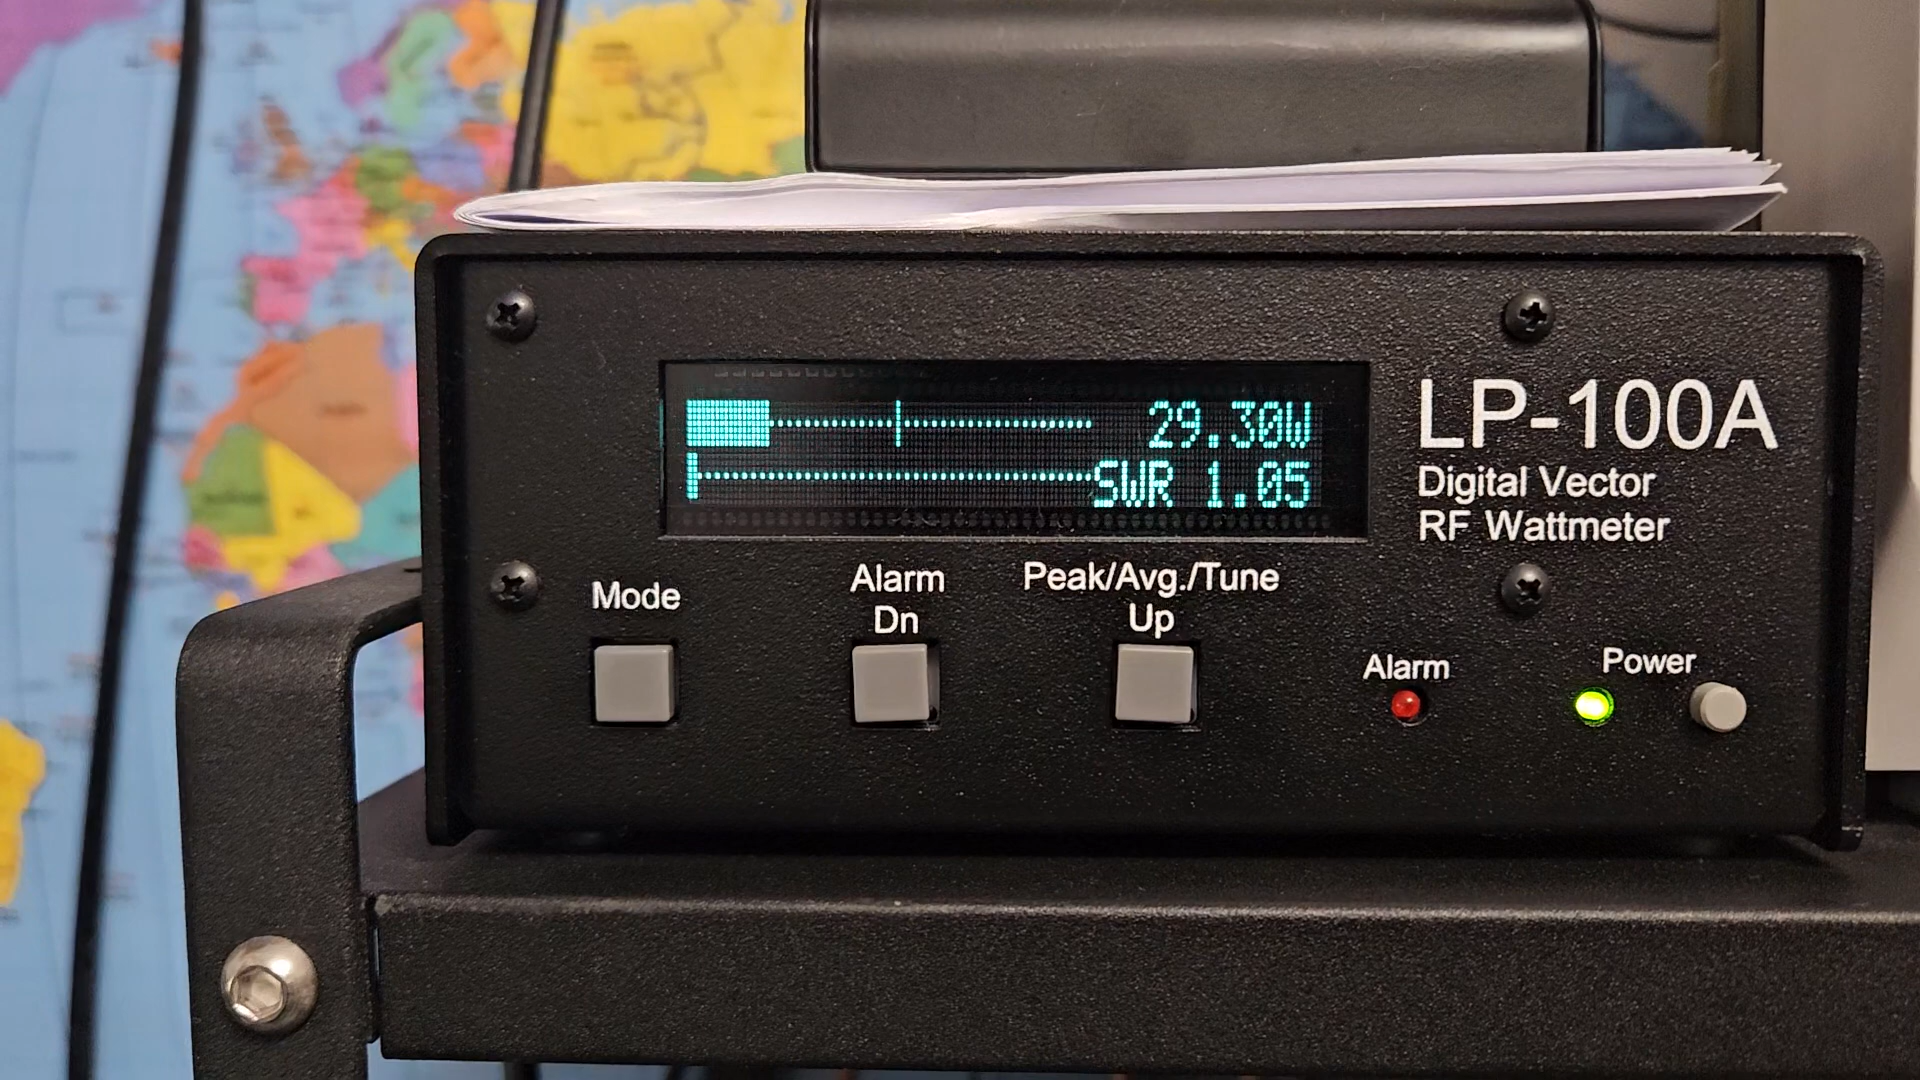 29.30W
SWR 1.05
LP-100A
Digital Vector
RF Wattmeter
Mode
Alarm
Dn
Peak/Avg./Tune
Up
Alarm
Power